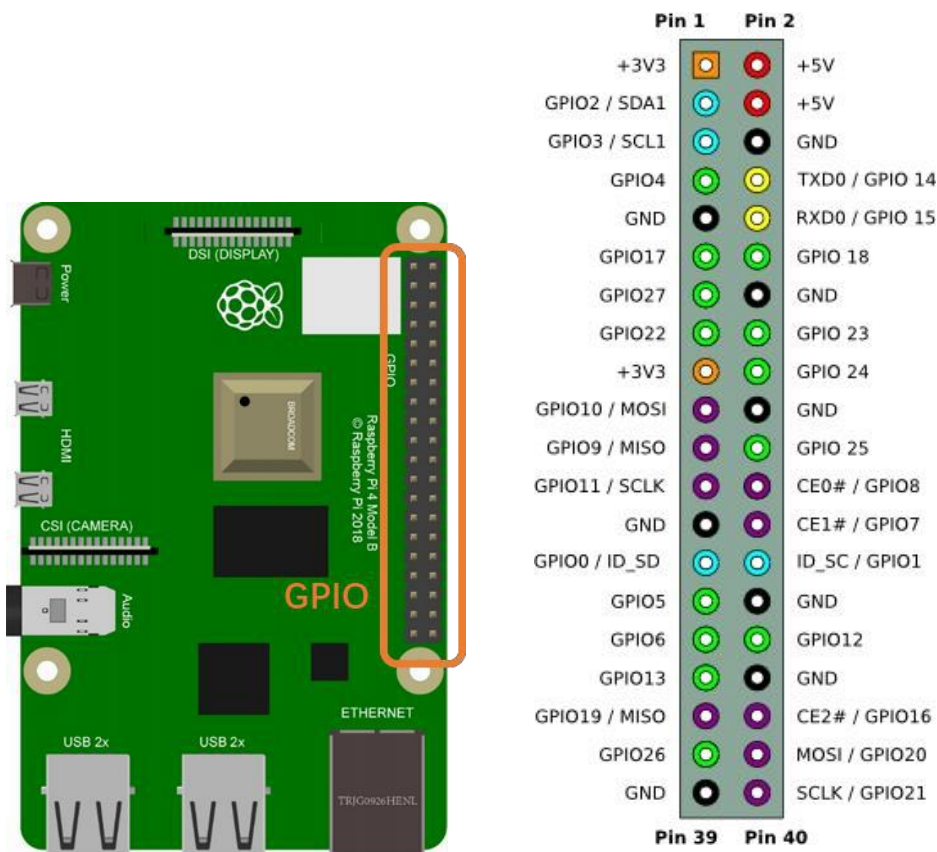 DSI (DISPLAY)
Power
GPIO
BROADCOM
Raspberry Pi 4 Model B
© Raspberry Pi 2018
HDMI
CSI (CAMERA)
GPIO
Audio
ETHERNET
USB 2x USB 2x
TRJG0926HENL
Pin 1 Pin 2
+3V3 +5V
GPIO2 / SDA1 +5V
GPIO3 / SCL1 GND
GPIO4 TXD0 / GPIO 14
GND RXD0 / GPIO 15
GPIO17 GPIO 18
GPIO27 GND
GPIO22 GPIO 23
+3V3 GPIO 24
GPIO10 / MOSI GND
GPIO9 / MISO GPIO 25
GPIO11 / SCLK CE0# / GPIO8
GND CE1# / GPIO7
GPIO0 / ID_SD ID_SC / GPIO1
GPIO5 GND
GPIO6 GPIO12
GPIO13 GND
GPIO19 / MISO CE2# / GPIO16
GPIO26 MOSI / GPIO20
GND SCLK / GPIO21
Pin 39 Pin 40